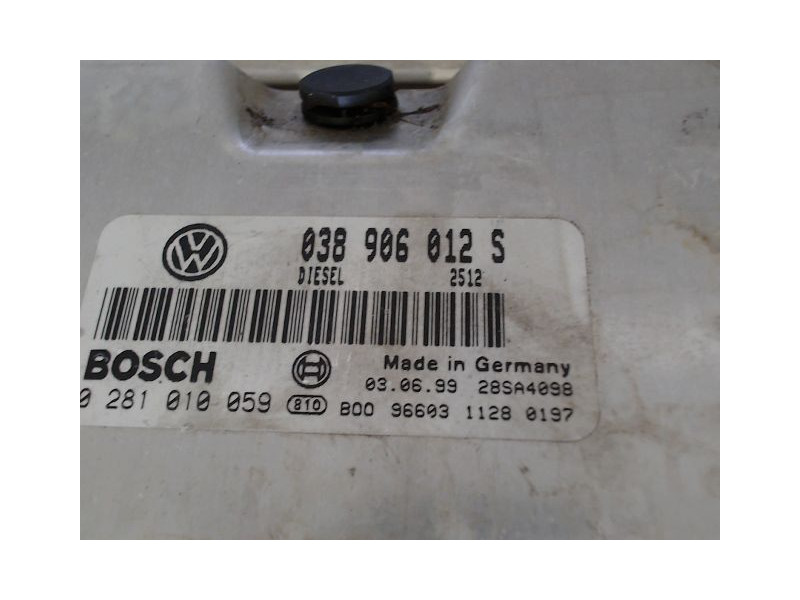 038 906 012 S
DIESEL 2512
BOSCH Made in Germany
03.06.99 28SA4098
0 281 010 059 810 800 96603 1128 0197